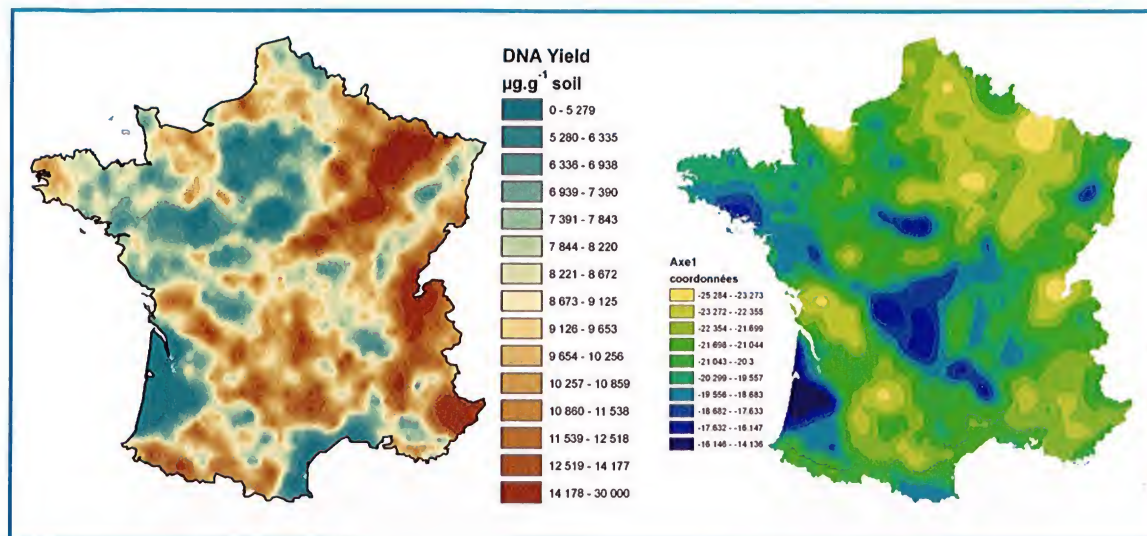 DNA Yield
µg.g⁻¹ soil
0 - 5 279
5 280 - 6 335
6 336 - 6 938
6 939 - 7 390
7 391 - 7 843
7 844 - 8 220
8 221 - 8 672
8 673 - 9 125
9 126 - 9 653
9 654 - 10 256
10 257 - 10 859
10 860 - 11 538
11 539 - 12 518
12 519 - 14 177
14 178 - 30 000
Axe1
coordonnées
-25.284 - -23.273
-23.272 - -22.355
-22.354 - -21.699
-21.698 - -21.044
-21.043 - -20.3
-20.299 - -19.557
-19.556 - -18.683
-18.682 - -17.633
-17.632 - -16.147
-16.146 - -14.136